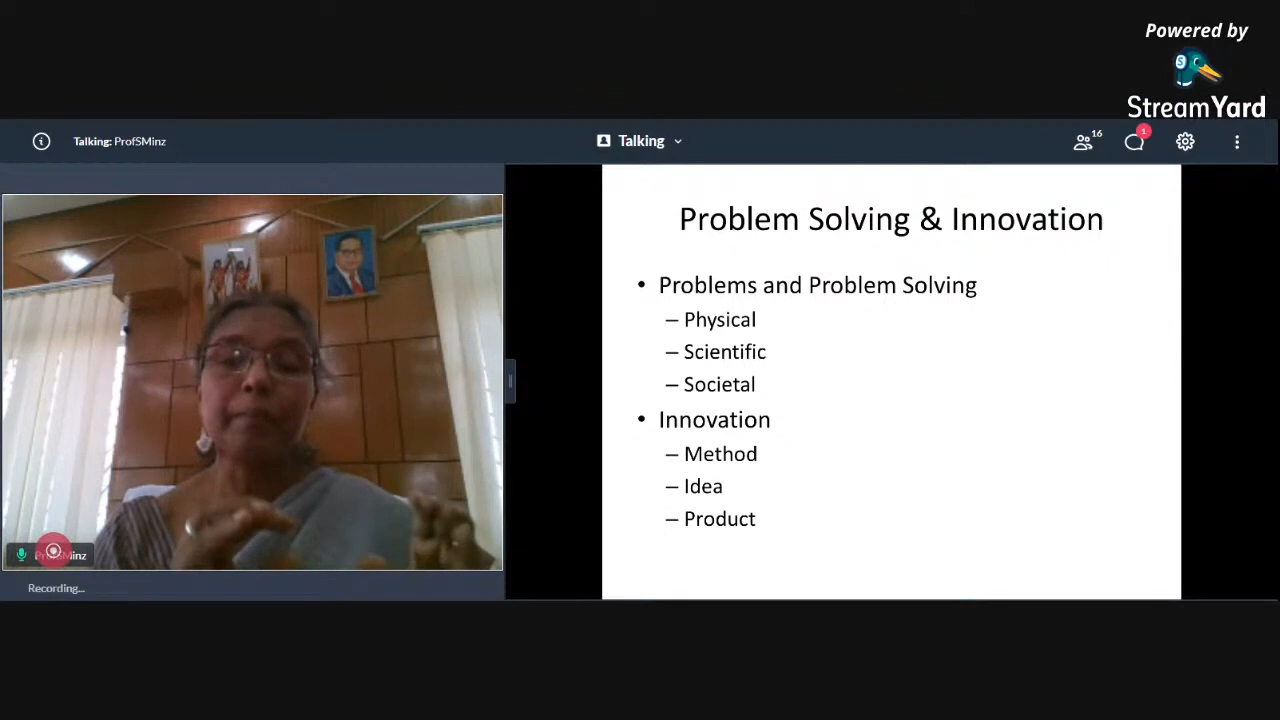 Powered by
StreamYard
Talking: ProfSMinz
Talking
16
1
Problem Solving & Innovation
• Problems and Problem Solving
– Physical
– Scientific
– Societal
• Innovation
– Method
– Idea
– Product
ProfSMinz
Recording...